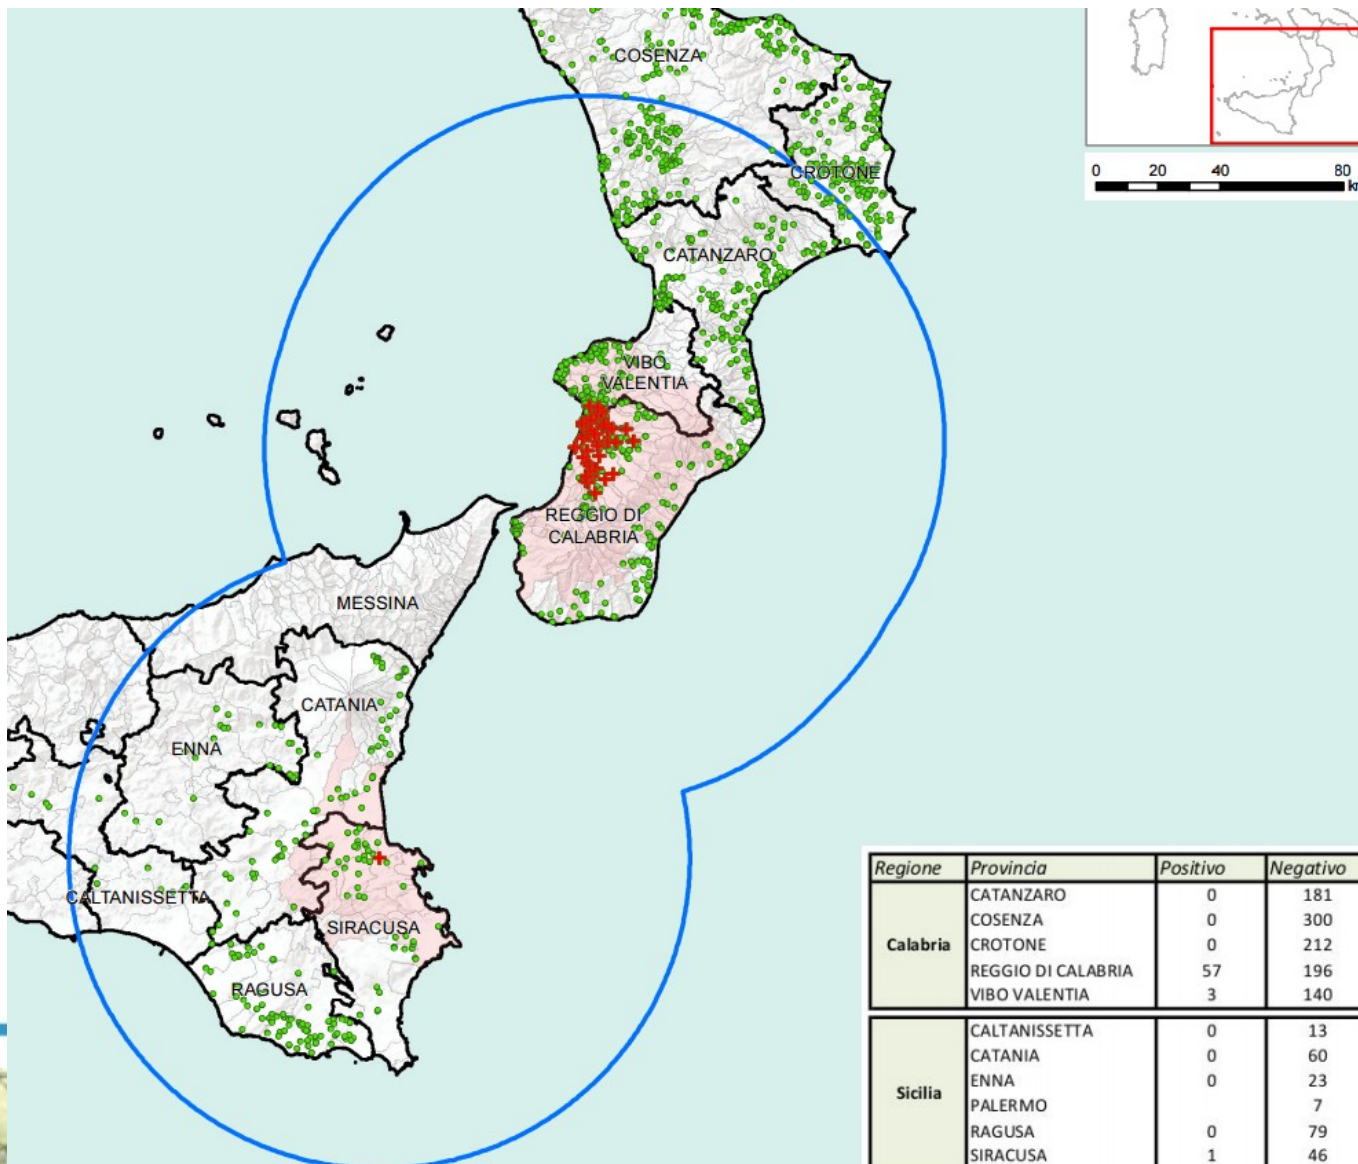 COSENZA
0 20 40 80
km
CROTONE
CATANZARO
VIBO
VALENTIA
REGGIO DI
CALABRIA
MESSINA
CATANIA
ENNA
CALTANISSETTA
SIRACUSA
RAGUSA
Regione Provincia Positivo Negativo
Calabria
CATANZARO 0 181
COSENZA 0 300
CROTONE 0 212
REGGIO DI CALABRIA 57 196
VIBO VALENTIA 3 140
Sicilia
CALTANISSETTA 0 13
CATANIA 0 60
ENNA 0 23
PALERMO 7
RAGUSA 0 79
SIRACUSA 1 46